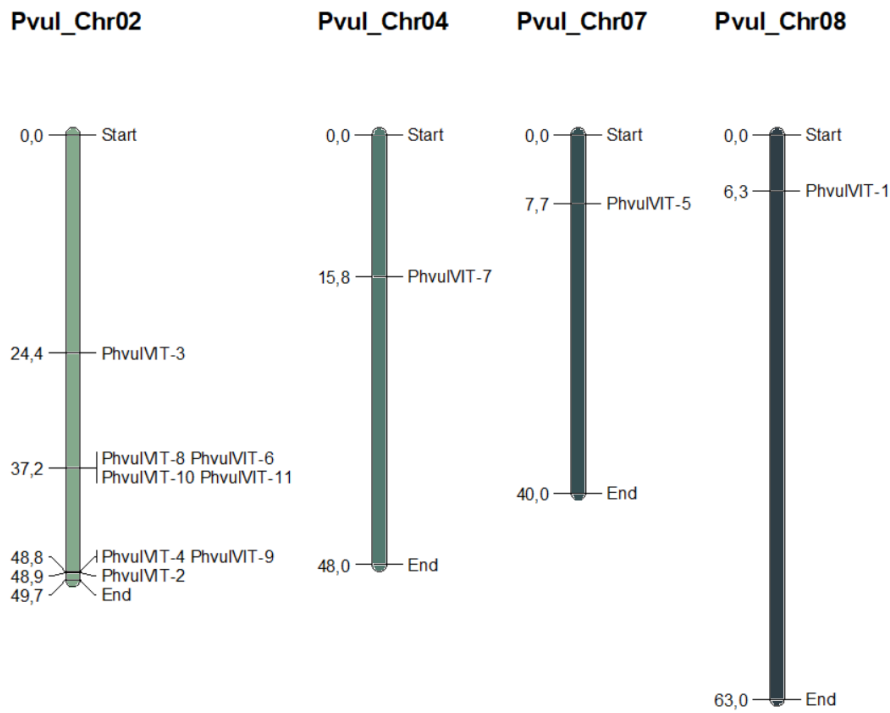 Pvul_Chr02
0,0 Start
24,4 PhvulVIT-3
PhvulVIT-8 PhvulVIT-6
37,2
PhvulVIT-10 PhvulVIT-11
48,8 PhvulVIT-4 PhvulVIT-9
48,9 PhvulVIT-2
49,7 End
Pvul_Chr04
0,0 Start
15,8 PhvulVIT-7
48,0 End
Pvul_Chr07
0,0 Start
7,7 PhvulVIT-5
40,0 End
Pvul_Chr08
0,0 Start
6,3 PhvulVIT-1
63,0 End